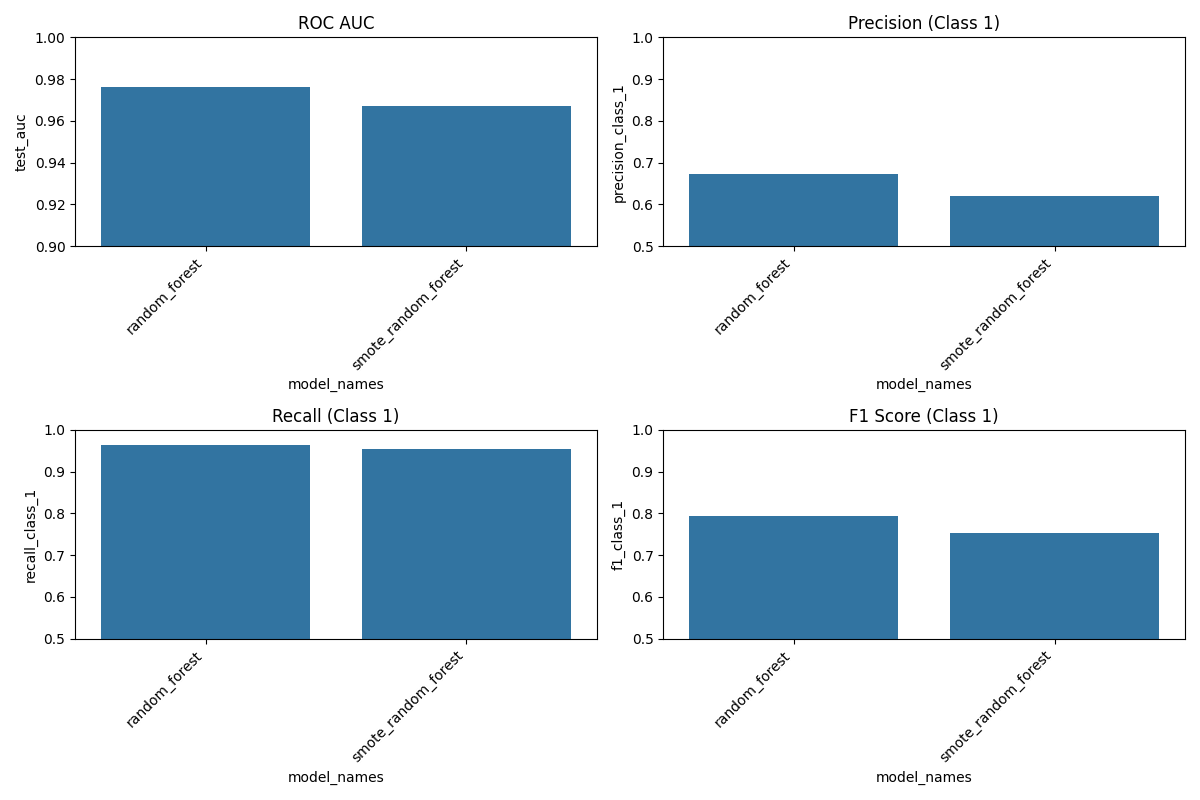 ROC AUC
test_auc
1.00
0.98
0.96
0.94
0.92
0.90
random_forest
smote_random_forest
model_names
Precision (Class 1)
precision_class_1
1.0
0.9
0.8
0.7
0.6
0.5
random_forest
smote_random_forest
model_names
Recall (Class 1)
recall_class_1
1.0
0.9
0.8
0.7
0.6
0.5
random_forest
smote_random_forest
model_names
F1 Score (Class 1)
f1_class_1
1.0
0.9
0.8
0.7
0.6
0.5
random_forest
smote_random_forest
model_names